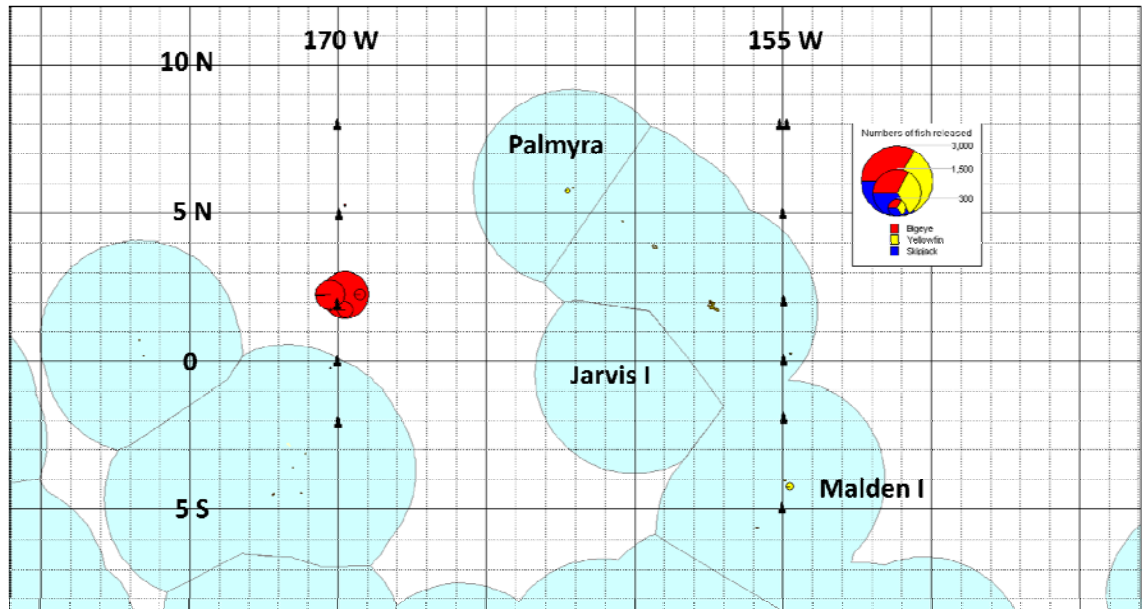 170 W
155 W
10 N
Palmyra
Numbers of fish released
3,000
1,500
300
Bigeye
Yellowfin
Skipjack
5 N
0
Jarvis I
Malden I
5 S